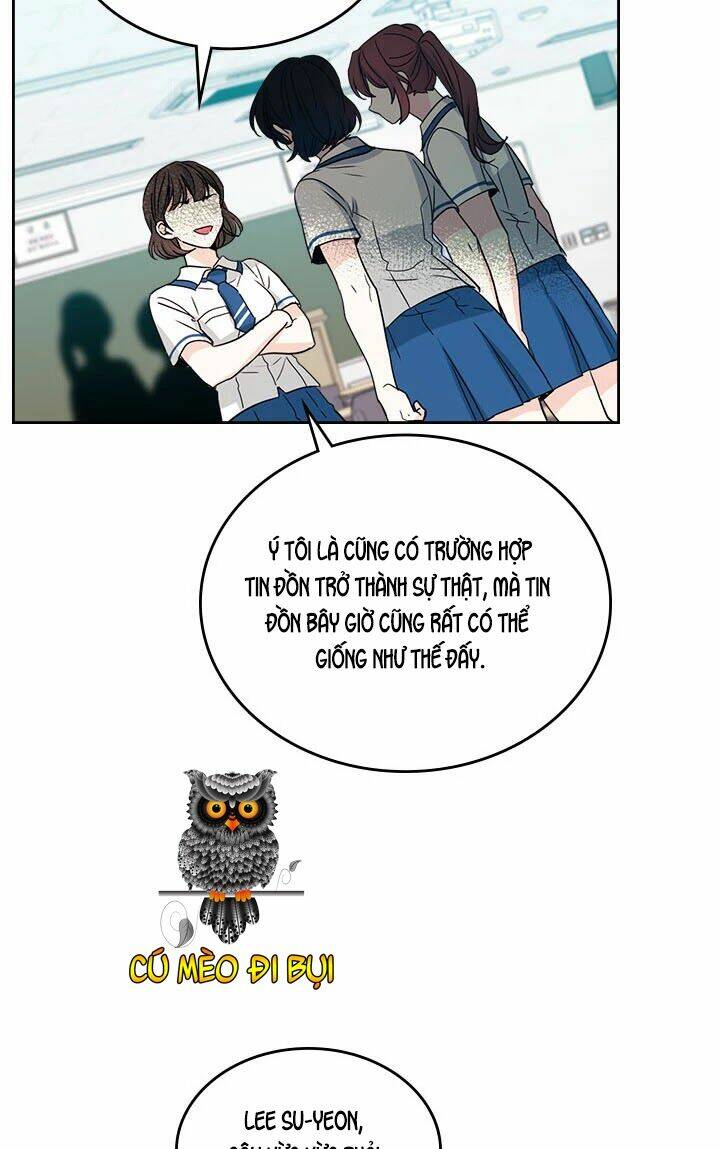 Ý TÔI LÀ CŨNG CÓ TRƯỜNG HỢP
TIN ĐỒN TRỞ THÀNH SỰ THẬT, MÀ TIN
ĐỒN BÂY GIỜ CŨNG RẤT CÓ THỂ
GIỐNG NHƯ THẾ ĐẤY.
CÚ MÈO ĐI BỤI
LEE SU-YEON,